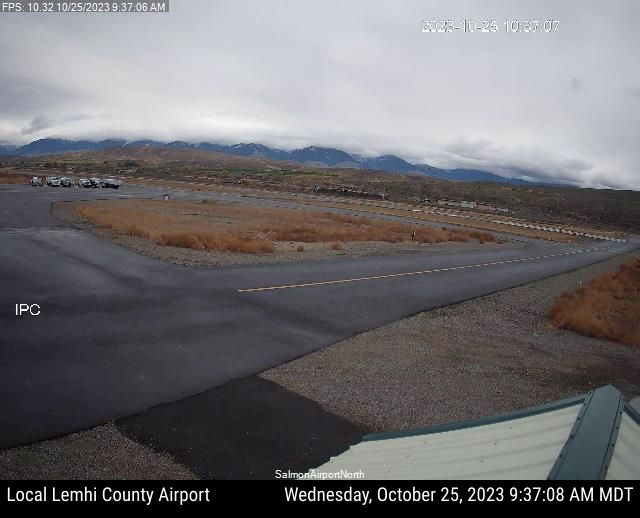 FPS: 10.32 10/25/2023 9:37:06 AM
2023-10-25 10:37:07
IPC
SalmonAirportNorth
Local Lemhi County Airport
Wednesday, October 25, 2023 9:37:08 AM MDT